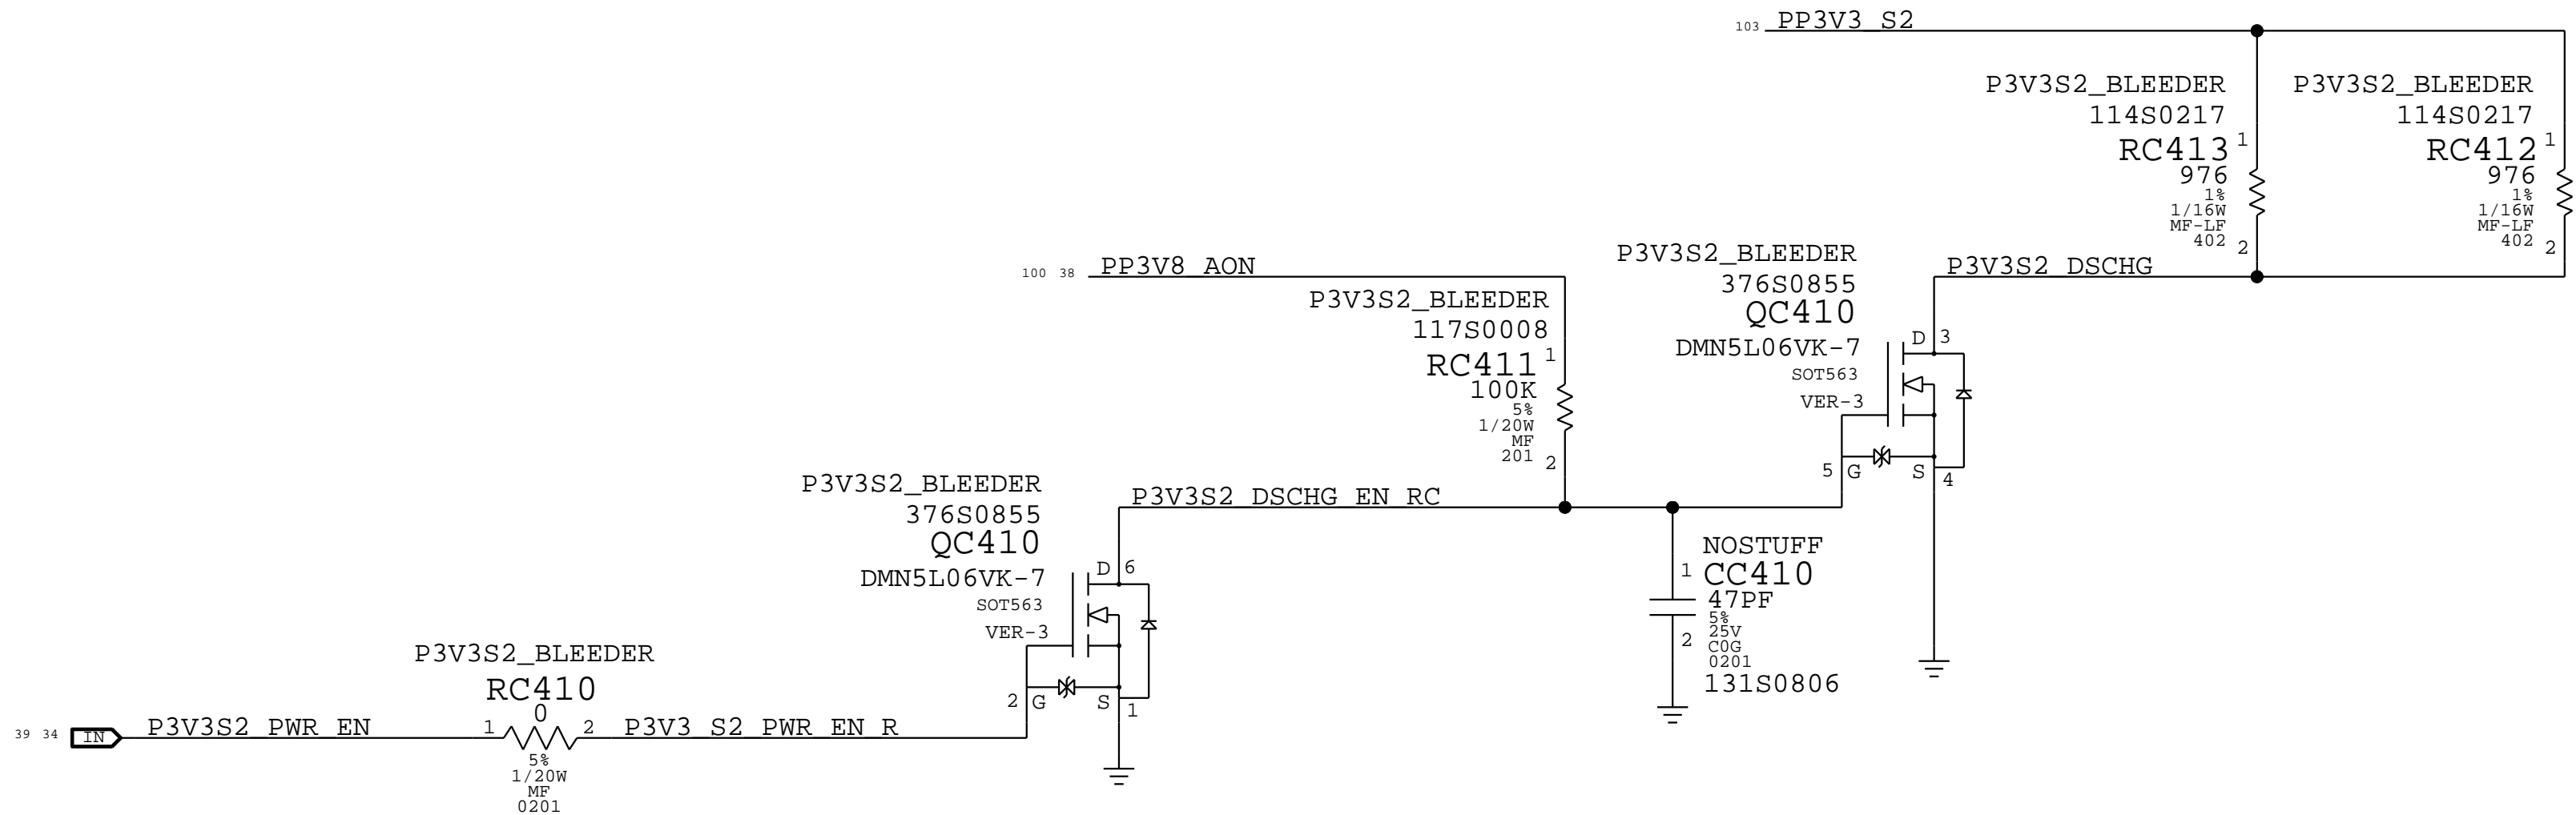 103 PP3V3_S2
P3V3S2_BLEEDER
114S0217
RC413
1
976
1%
1/16W
MF-LF
402
2
P3V3S2_BLEEDER
114S0217
RC412
1
976
1%
1/16W
MF-LF
402
2
100 38 PP3V8_AON
P3V3S2_BLEEDER
117S0008
RC411
1
100K
5%
1/20W
MF
201
2
P3V3S2_BLEEDER
376S0855
QC410
DMN5L06VK-7
SOT563
VER-3
P3V3S2_DSCHG
D 3
5 G S 4
P3V3S2_BLEEDER
376S0855
QC410
DMN5L06VK-7
SOT563
VER-3
P3V3S2_DSCHG_EN_RC
D 6
2 G S 1
NOSTUFF
1 CC410
47PF
5%
25V
2 C0G
0201
131S0806
P3V3S2_BLEEDER
RC410
0
39 34 IN P3V3S2_PWR_EN 1 2 P3V3_S2_PWR_EN_R
5%
1/20W
MF
0201